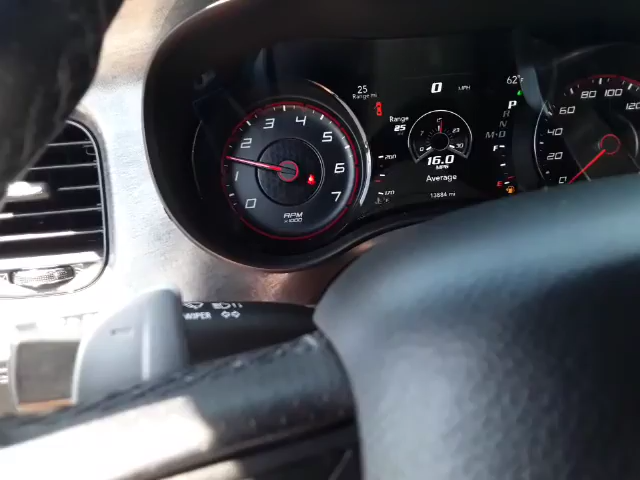 25
Range mi
0 MPH
62°
P
R
N
M·D
0 1 2 3 4 5 6 7
RPM
x1000
Range
25
16.0
MPG
Average
13884 mi
260
F
E
0 20 40 60 80 100 120
WIPER